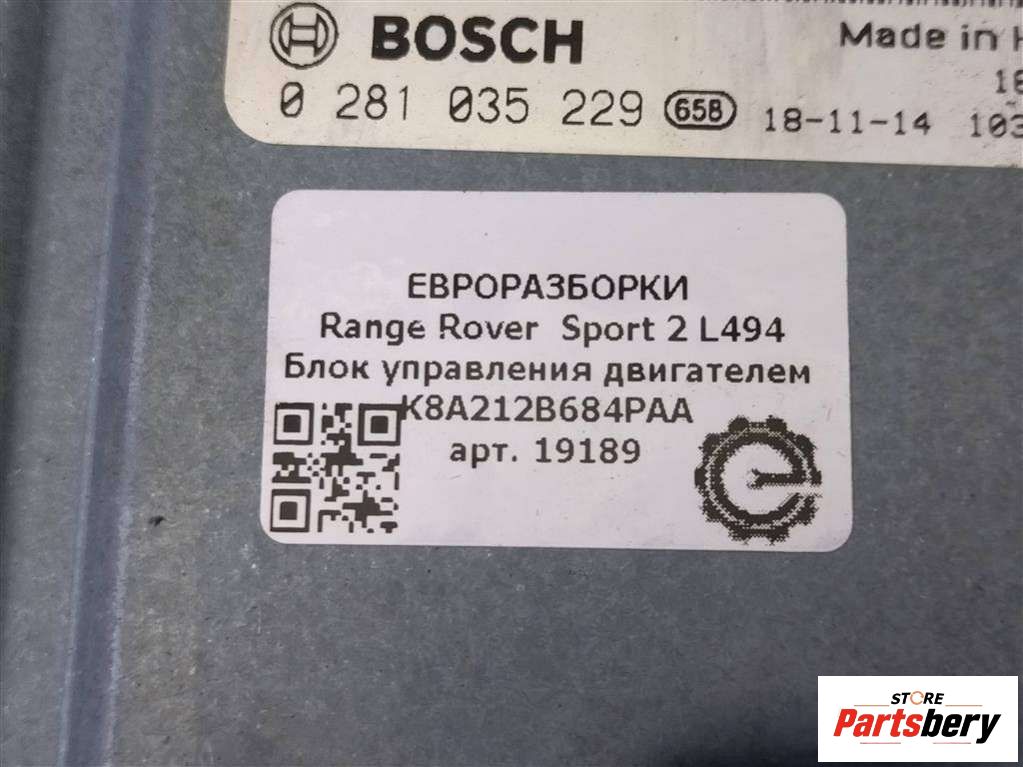 BOSCH
Made in
0 281 035 229 658 18-11-14 103
ЕВРОРАЗБОРКИ
Range Rover Sport 2 L494
Блок управления двигателем
K8A212B684PAA
арт. 19189
STORE
Partsbery